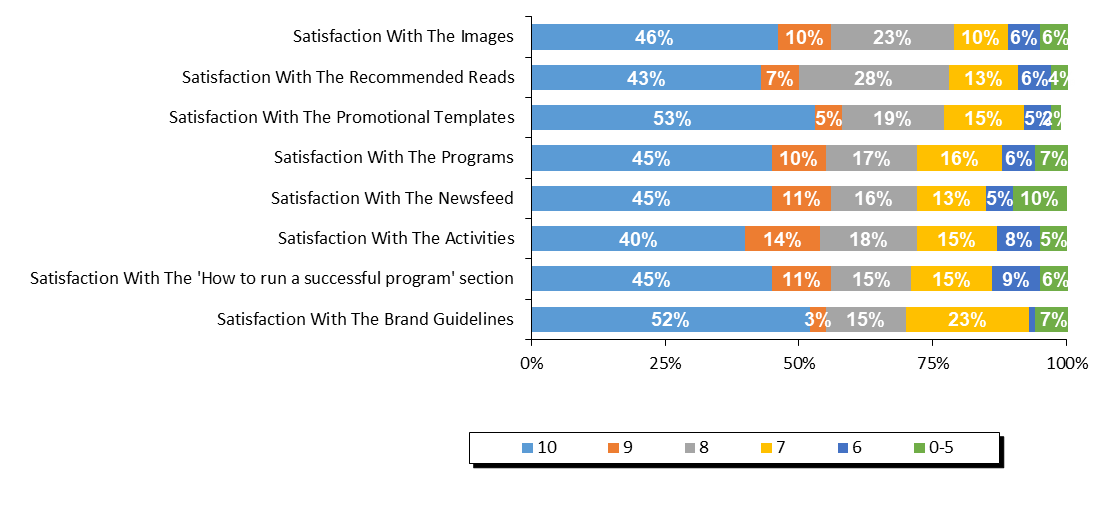 Satisfaction With The Images 46% 10% 23% 10% 6% 6%
Satisfaction With The Recommended Reads 43% 7% 28% 13% 6% 4%
Satisfaction With The Promotional Templates 53% 5% 19% 15% 5% 2%
Satisfaction With The Programs 45% 10% 17% 16% 6% 7%
Satisfaction With The Newsfeed 45% 11% 16% 13% 5% 10%
Satisfaction With The Activities 40% 14% 18% 15% 8% 5%
Satisfaction With The 'How to run a successful program' section 45% 11% 15% 15% 9% 6%
Satisfaction With The Brand Guidelines 52% 3% 15% 23% 7%
0% 25% 50% 75% 100%
10 9 8 7 6 0-5